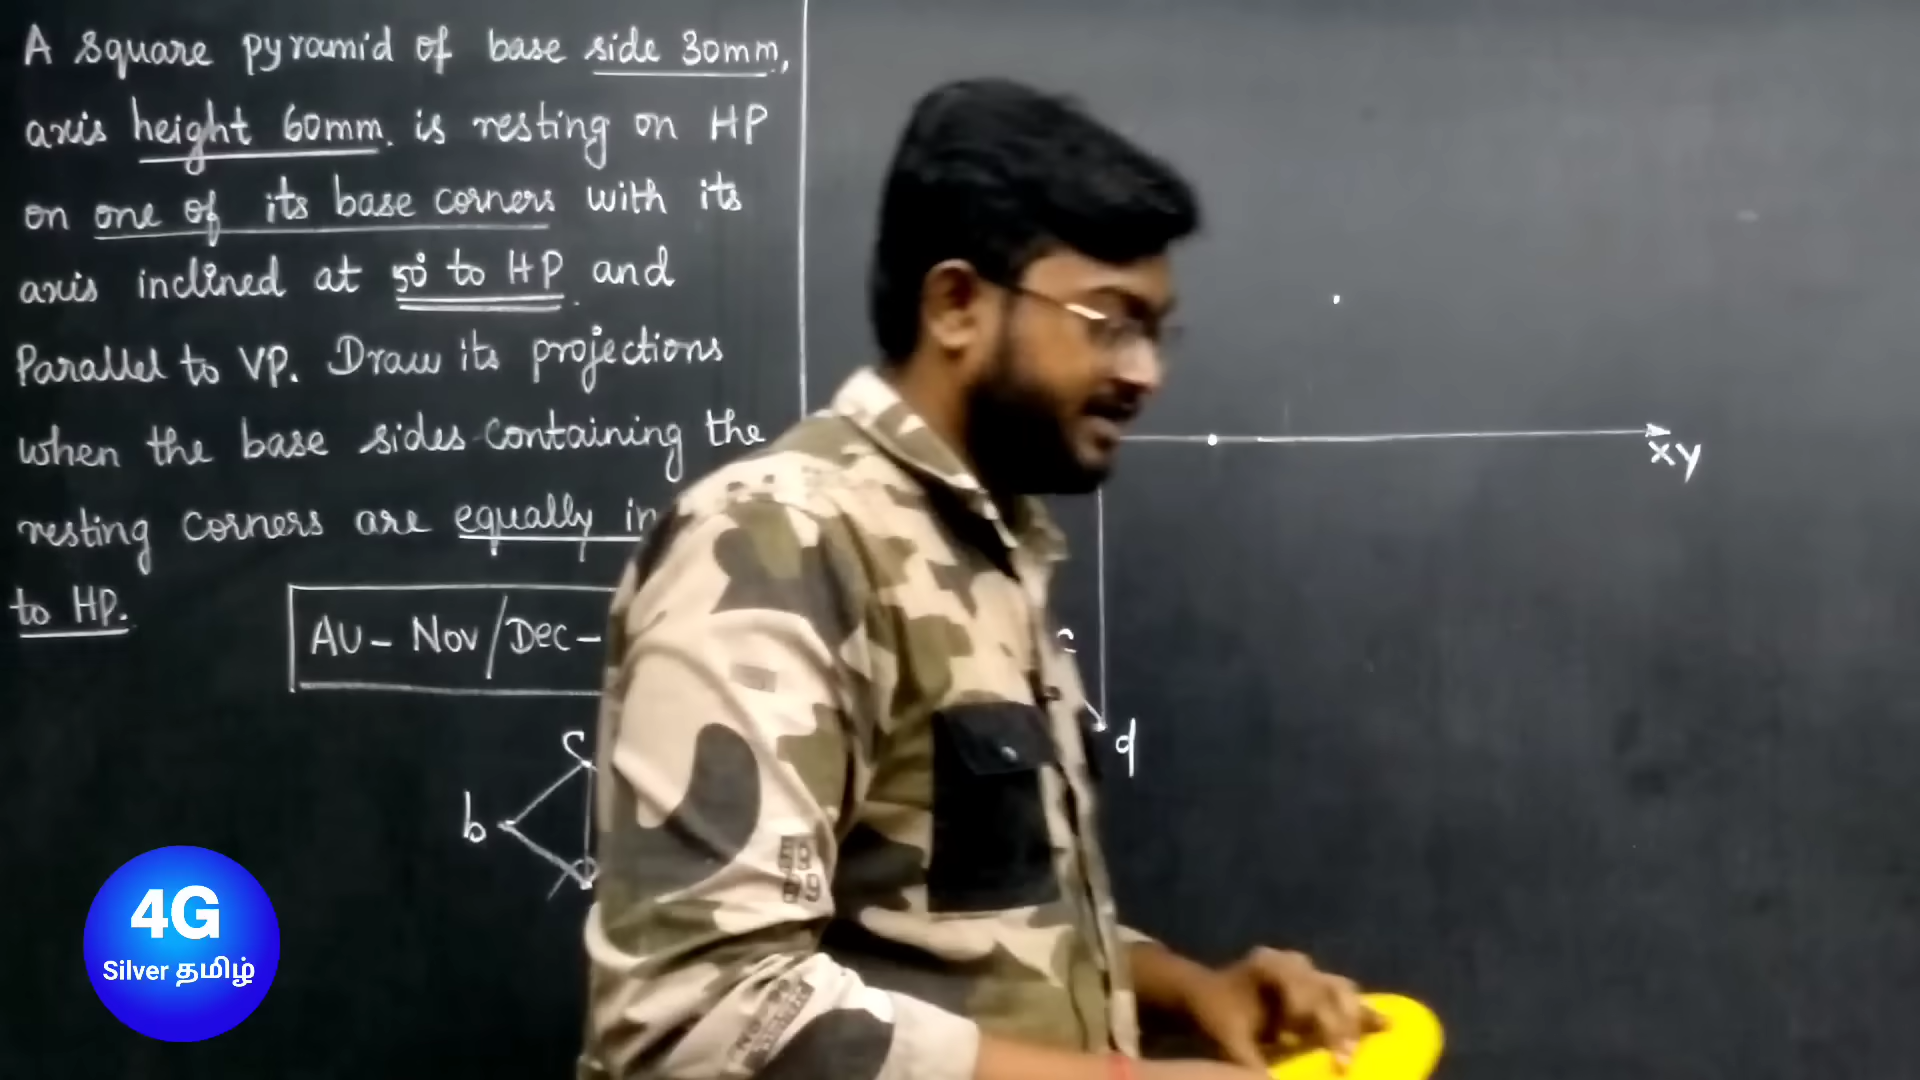 A square pyramid of base side 30mm,
axis height 60mm. is resting on HP
on one of its base corners with its
axis inclined at 50° to HP and
Parallel to VP. Draw its projections
when the base sides containing the
resting corners are equally in
to HP.
AU - Nov/Dec -
xy
c
d
c
b
4G
Silver தமிழ்